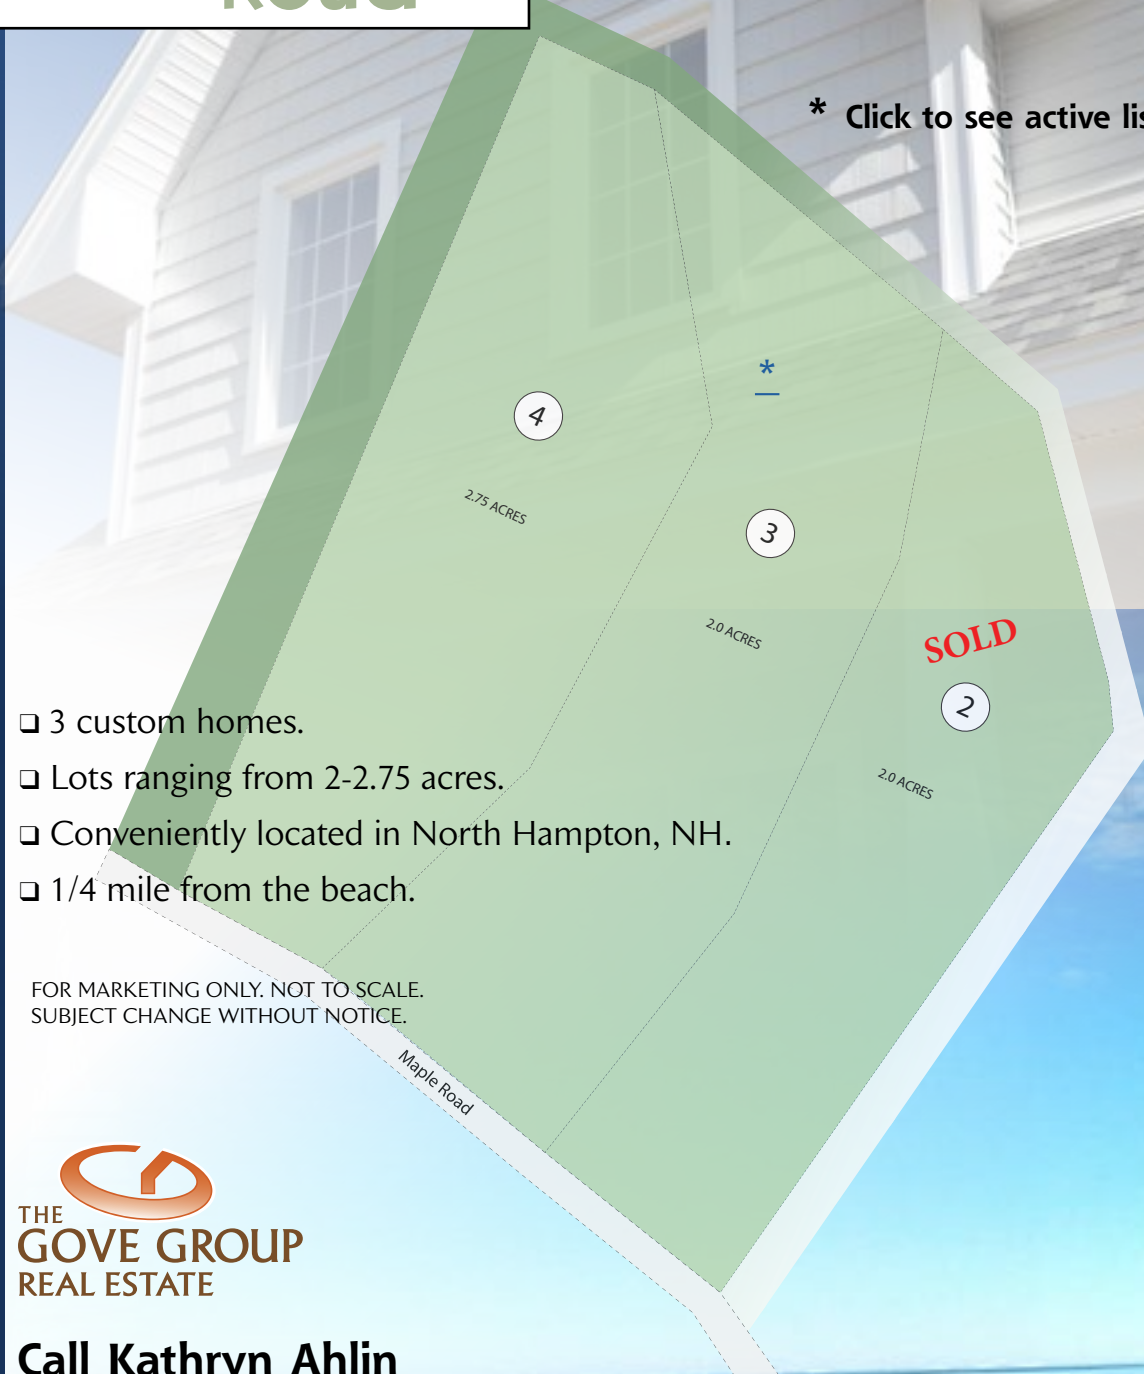 Road
* Click to see active lis
*
4
2.75 ACRES
3
2.0 ACRES
SOLD
2
2.0 ACRES
❏ 3 custom homes.
❏ Lots ranging from 2-2.75 acres.
❏ Conveniently located in North Hampton, NH.
❏ 1/4 mile from the beach.
FOR MARKETING ONLY. NOT TO SCALE.
SUBJECT CHANGE WITHOUT NOTICE.
Maple Road
THE
GOVE GROUP
REAL ESTATE
Call Kathryn Ahlin